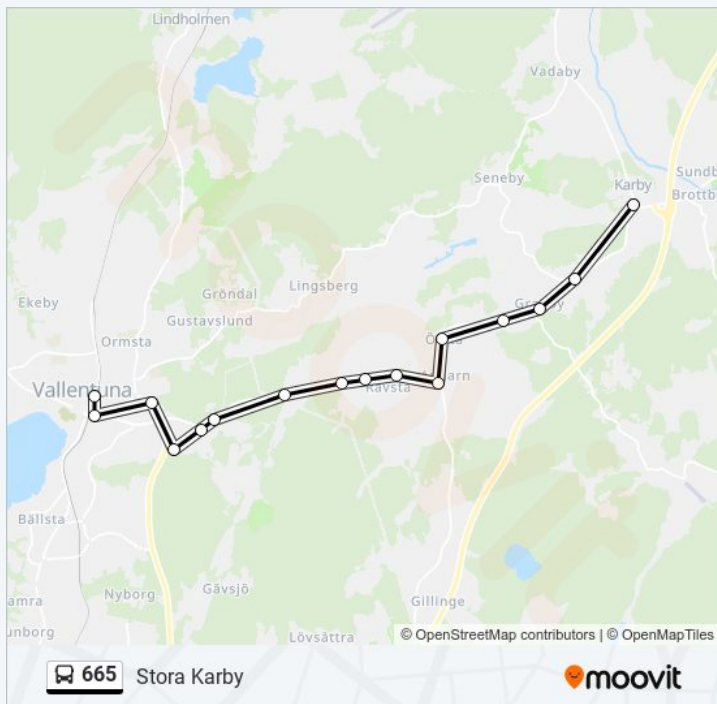 Lindholmen
Vadaby
Seneby
Karby
Sundb
Brottb
Lingsberg
Gröndal
Ekeby
Gustavslund
Ormsta
Vallentuna
Bällsta
Nyborg
Gävsjö
Gillinge
Lövsättra
© OpenStreetMap contributors | © OpenMapTiles
665 Stora Karby
moovit